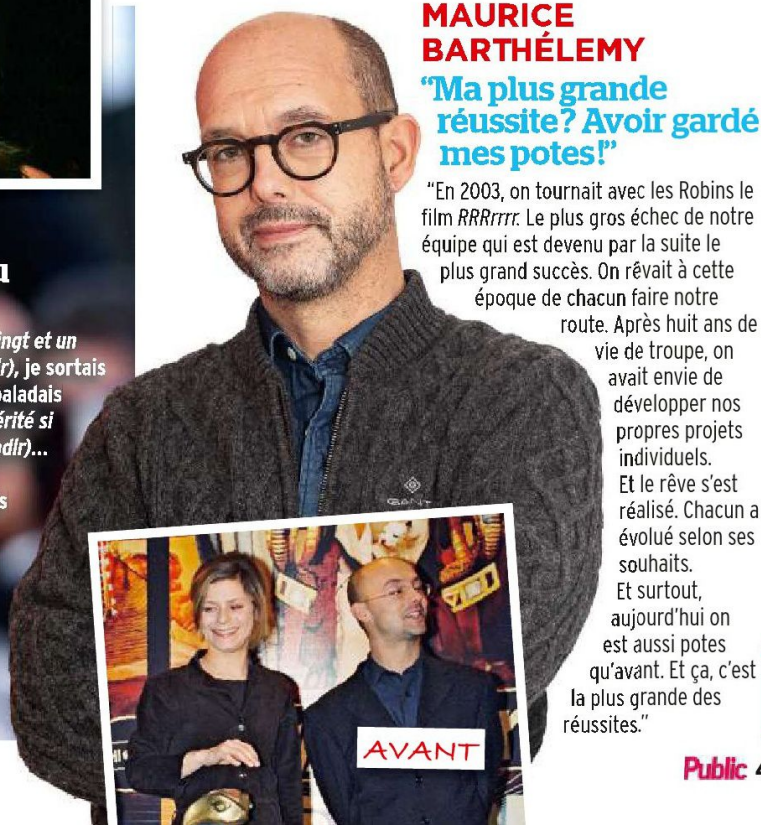 MAURICE
BARTHÉLEMY
“Ma plus grande
réussite? Avoir gardé
mes potes!”
“En 2003, on tournait avec les Robins le
film RRRrrrr. Le plus gros échec de notre
équipe qui est devenu par la suite le
plus grand succès. On rêvait à cette
époque de chacun faire notre
route. Après huit ans de
vie de troupe, on
avait envie de
développer nos
propres projets
individuels.
Et le rêve s’est
réalisé. Chacun a
évolué selon ses
souhaits.
Et surtout,
aujourd’hui on
est aussi potes
qu’avant. Et ça, c’est
la plus grande des
réussites.”
ingt et un
lr), je sortais
baladais
érité si
ndlr)...
s
GANT
AVANT
Public 4